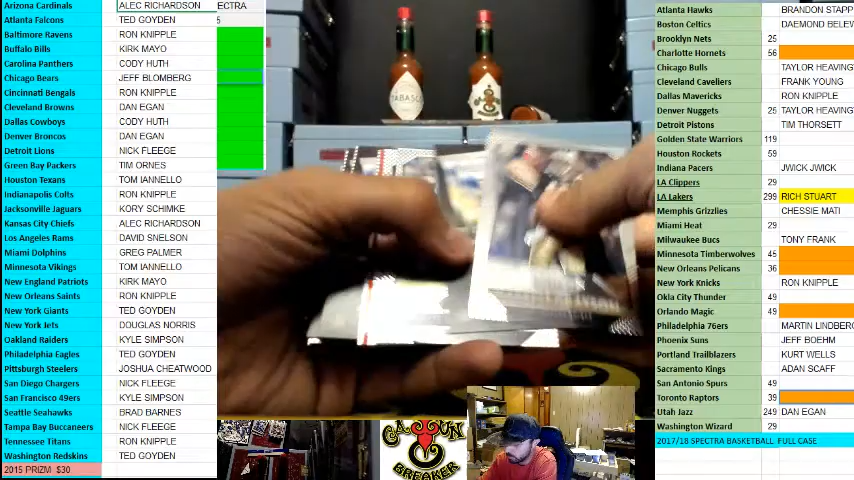 Arizona Cardinals ALEC RICHARDSON ECTRA
Atlanta Falcons TED GOYDEN
Baltimore Ravens RON KNIPPLE
Buffalo Bills KIRK MAYO
Carolina Panthers CODY HUTH
Chicago Bears JEFF BLOMBERG
Cincinnati Bengals RON KNIPPLE
Cleveland Browns DAN EGAN
Dallas Cowboys CODY HUTH
Denver Broncos DAN EGAN
Detroit Lions NICK FLEEGE
Green Bay Packers TIM ORNES
Houston Texans TOM IANNELLO
Indianapolis Colts RON KNIPPLE
Jacksonville Jaguars KORY SCHIMKE
Kansas City Chiefs ALEC RICHARDSON
Los Angeles Rams DAVID SNELSON
Miami Dolphins GREG PALMER
Minnesota Vikings TOM IANNELLO
New England Patriots KIRK MAYO
New Orleans Saints RON KNIPPLE
New York Giants TED GOYDEN
New York Jets DOUGLAS NORRIS
Oakland Raiders KYLE SIMPSON
Philadelphia Eagles TED GOYDEN
Pittsburgh Steelers JOSHUA CHEATWOOD
San Diego Chargers NICK FLEEGE
San Francisco 49ers KYLE SIMPSON
Seattle Seahawks BRAD BARNES
Tampa Bay Buccaneers NICK FLEEGE
Tennessee Titans RON KNIPPLE
Washington Redskins TED GOYDEN
2015 PRIZM $30
TABASCO
CAJUN
BREAKER
Atlanta Hawks BRANDON STAPP
Boston Celtics DAEMOND BELEW
Brooklyn Nets 25
Charlotte Hornets 56
Chicago Bulls TAYLOR HEAVING
Cleveland Caveliers FRANK YOUNG
Dallas Mavericks RON KNIPPLE
Denver Nuggets 25 TAYLOR HEAVING
Detroit Pistons TIM THORSETT
Golden State Warriors 119
Houston Rockets 59
Indiana Pacers JWICK JWICK
LA Clippers 29
LA Lakers 299 RICH STUART
Memphis Grizzlies CHESSIE MATI
Miami Heat 29
Milwaukee Bucs TONY FRANK
Minnesota Timberwolves 45
New Orleans Pelicans 36
New York Knicks RON KNIPPLE
Okla City Thunder 49
Orlando Magic 49
Philadelphia 76ers MARTIN LINDBERG
Phoenix Suns JEFF BOEHM
Portland Trailblazers KURT WELLS
Sacramento Kings ADAN SCAFF
San Antonio Spurs 49
Toronto Raptors 39
Utah Jazz 249 DAN EGAN
Washington Wizard 29
2017/18 SPECTRA BASKETBALL FULL CASE